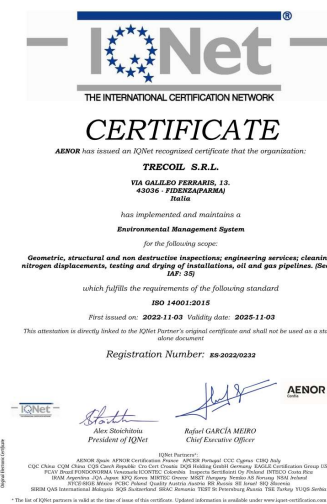 IQNet ®
THE INTERNATIONAL CERTIFICATION NETWORK
CERTIFICATE
AENOR has issued an IQNet recognized certificate that the organization:
TRECOIL S.R.L.
VIA GALILEO FERRARIS, 13.
43036 - FIDENZA(PARMA)
Italia
has implemented and maintains a
Environmental Management System
for the following scope:
Geometric, structural and non destructive inspections; engineering services; cleanin
nitrogen displacements, testing and drying of installations, oil and gas pipelines. (Sec
IAF: 35)
which fulfills the requirements of the following standard
ISO 14001:2015
First issued on: 2022-11-03 Validity date: 2025-11-03
This attestation is directly linked to the IQNet Partner's original certificate and shall not be used as a sta
alone document
Registration Number: ES-2022/0232
IQNet
AENOR
Alex Stoichitoiu
President of IQNet
Rafael GARCÍA MEIRO
Chief Executive Officer
Original Electronic Certificate
IQNet Partners*:
AENOR Spain AFNOR Certification France APCER Portugal CCC Cyprus CISQ Italy
CQC China CQM China CQS Czech Republic Cro Cert Croatia DQS Holding GmbH Germany EAGLE Certification Group US
FCAV Brazil FONDONORMA Venezuela ICONTEC Colombia Inspecta Sertifiointi Oy Finland INTECO Costa Rica
IRAM Argentina JQA Japan KFQ Korea MIRTEC Greece MSZT Hungary Nemko AS Norway NSAI Ireland
NYCE-SIGE México PCBC Poland Quality Austria Austria RR Russia SII Israel SIQ Slovenia
SIRIM QAS International Malaysia SQS Switzerland SRAC Romania TEST St Petersburg Russia TSE Turkey YUQS Serbia
* The list of IQNet partners is valid at the time of issue of this certificate. Updated information is available under www.iqnet-certification.com